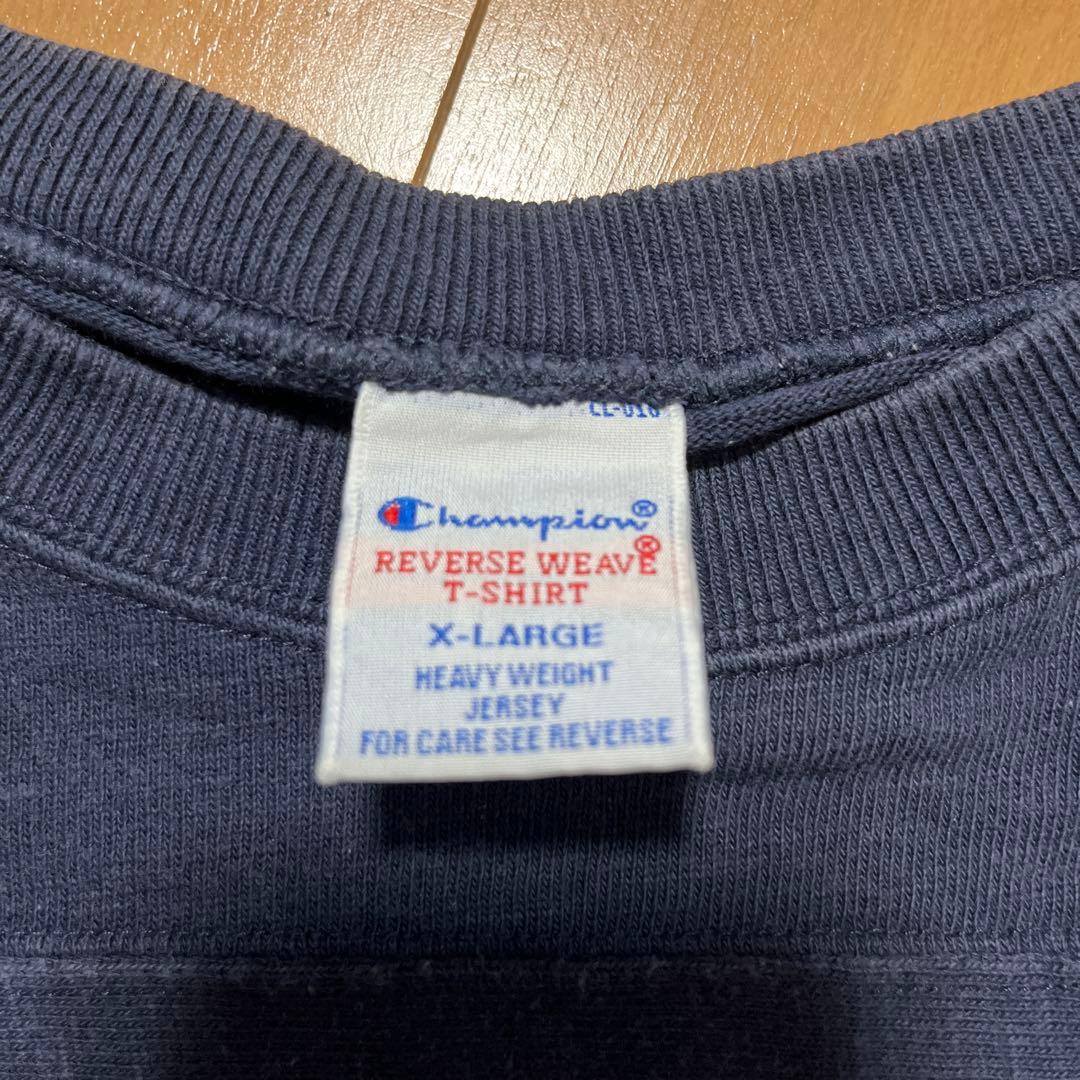 Champion®
REVERSE WEAVE®
T-SHIRT
X-LARGE
HEAVY WEIGHT
JERSEY
FOR CARE SEE REVERSE